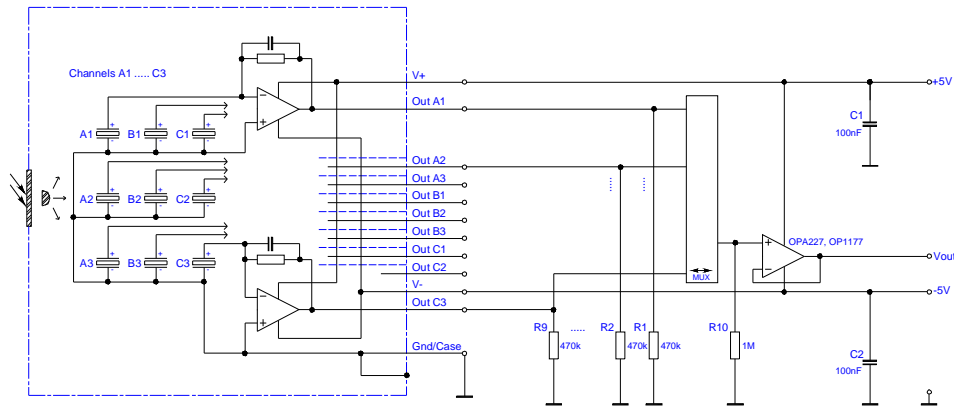 Channels A1 ..... C3
V+
+5V
Out A1
A1
B1
C1
C1
100nF
Out A2
Out A3
A2
B2
C2
Out B1
Out B2
Out B3
Out C1
OPA227, OP1177
Vout
A3
B3
C3
Out C2
MUX
V-
-5V
Out C3
R9
.....
R2
R1
R10
470k
470k
470k
1M
C2
100nF
Gnd/Case